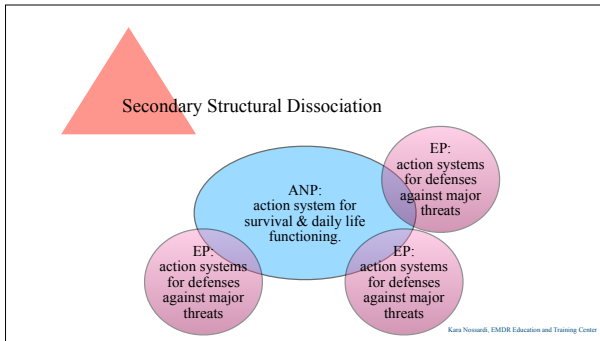 Secondary Structural Dissociation
EP:
action systems
for defenses
against major
threats
ANP:
action system for
survival & daily life
functioning.
EP:
action systems
for defenses
against major
threats
EP:
action systems
for defenses
against major
threats
Kara Nossardi, EMDR Education and Training Center